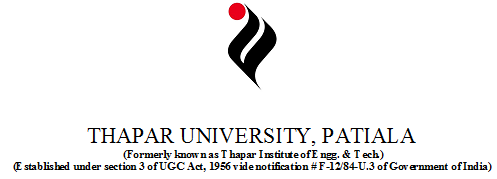 THAPAR UNIVERSITY, PATIALA
(Formerly known as Thapar Institute of Engg. & Tech.)
(Established under section 3 of UGC Act, 1956 vide notification # F-12/84-U.3 of Government of India)